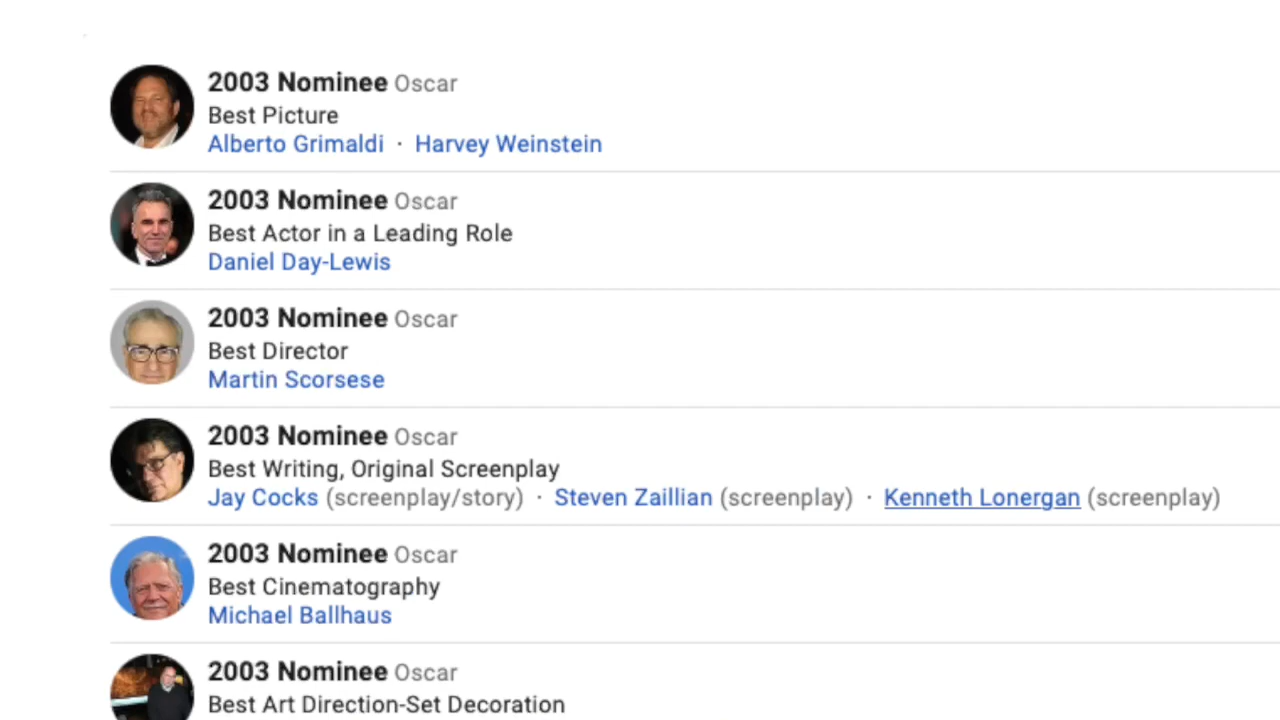 2003 Nominee Oscar
Best Picture
Alberto Grimaldi · Harvey Weinstein
2003 Nominee Oscar
Best Actor in a Leading Role
Daniel Day-Lewis
2003 Nominee Oscar
Best Director
Martin Scorsese
2003 Nominee Oscar
Best Writing, Original Screenplay
Jay Cocks (screenplay/story) · Steven Zaillian (screenplay) · Kenneth Lonergan (screenplay)
2003 Nominee Oscar
Best Cinematography
Michael Ballhaus
2003 Nominee Oscar
Best Art Direction-Set Decoration